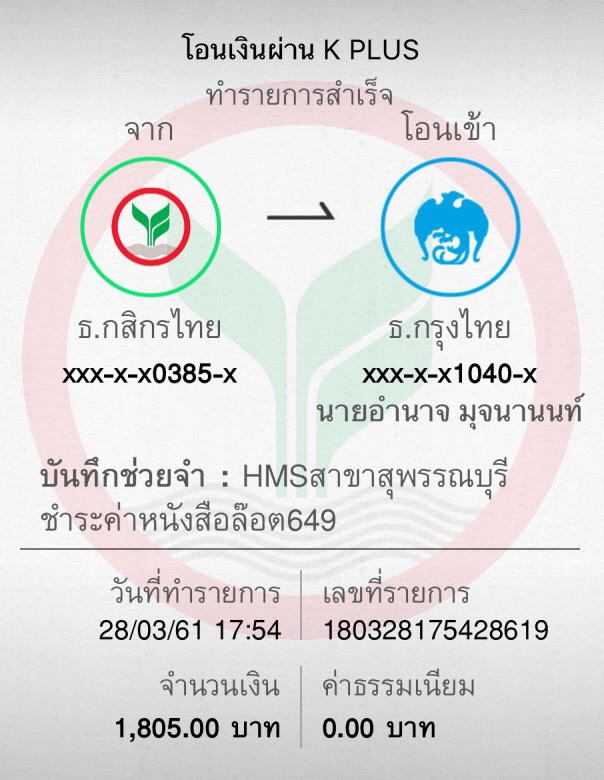 โอนเงินผ่าน K PLUS
ทำรายการสำเร็จ
จาก
โอนเข้า
ธ.กสิกรไทย
ธ.กรุงไทย
xxx-x-x0385-x
xxx-x-x1040-x
นายอำนาจ มุจนานนท์
บันทึกช่วยจำ : HMSสาขาสุพรรณบุรี
ชำระค่าหนังสือล๊อต649
วันที่ทำรายการ
28/03/61 17:54
เลขที่รายการ
180328175428619
จำนวนเงิน
1,805.00 บาท
ค่าธรรมเนียม
0.00 บาท